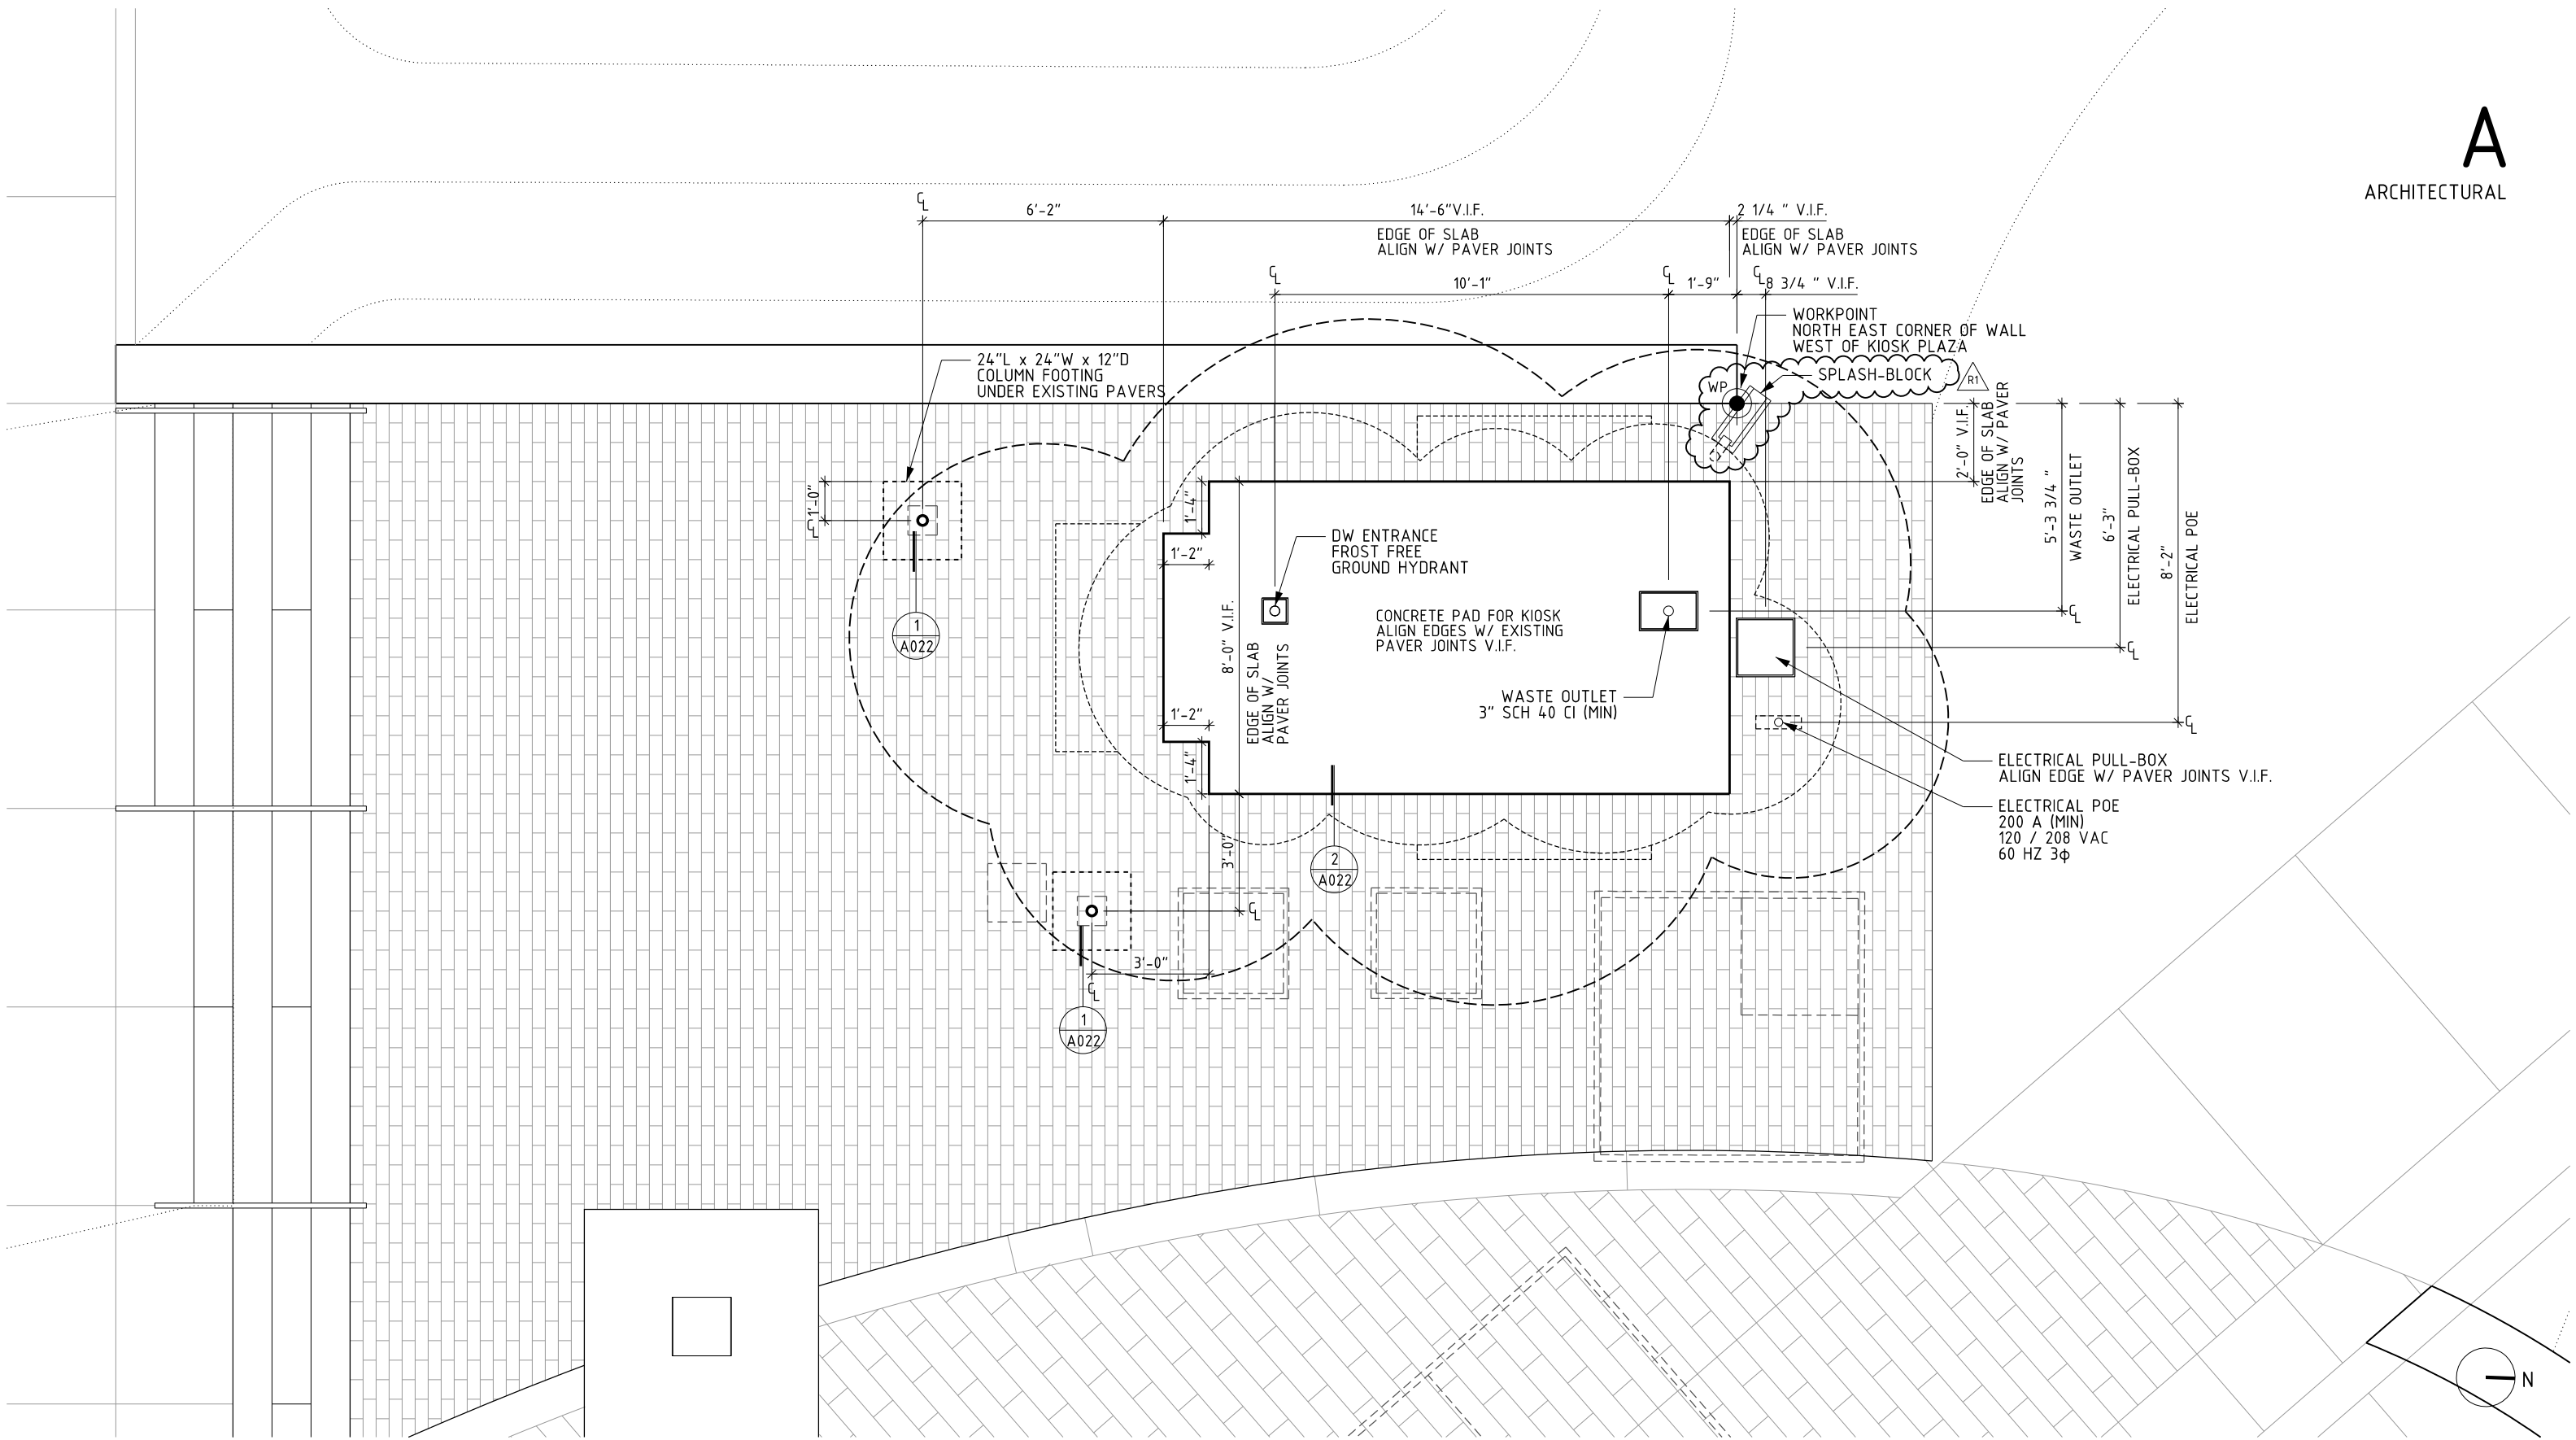 A
ARCHITECTURAL
℄
6'-2"
14'-6"V.I.F.
EDGE OF SLAB
ALIGN W/ PAVER JOINTS
2 1/4 " V.I.F.
EDGE OF SLAB
ALIGN W/ PAVER JOINTS
℄
10'-1"
℄
1'-9"
℄
8 3/4 " V.I.F.
WORKPOINT
NORTH EAST CORNER OF WALL
WEST OF KIOSK PLAZA
24"L x 24"W x 12"D
COLUMN FOOTING
UNDER EXISTING PAVERS
WP
SPLASH-BLOCK
R1
2'-0" V.I.F.
EDGE OF SLAB
ALIGN W/ PAVER
JOINTS
5'-3 3/4 "
WASTE OUTLET
℄
6'-3"
ELECTRICAL PULL-BOX
℄
8'-2"
ELECTRICAL POE
℄
1'-0"
℄
1'-4"
1'-2"
DW ENTRANCE
FROST FREE
GROUND HYDRANT
1
A022
8'-0" V.I.F.
EDGE OF SLAB
ALIGN W/
PAVER JOINTS
CONCRETE PAD FOR KIOSK
ALIGN EDGES W/ EXISTING
PAVER JOINTS V.I.F.
WASTE OUTLET
3" SCH 40 CI (MIN)
1'-2"
1'-4"
ELECTRICAL PULL-BOX
ALIGN EDGE W/ PAVER JOINTS V.I.F.
ELECTRICAL POE
200 A (MIN)
120 / 208 VAC
60 HZ 3ϕ
3'-0"
2
A022
℄
3'-0"
℄
1
A022
N